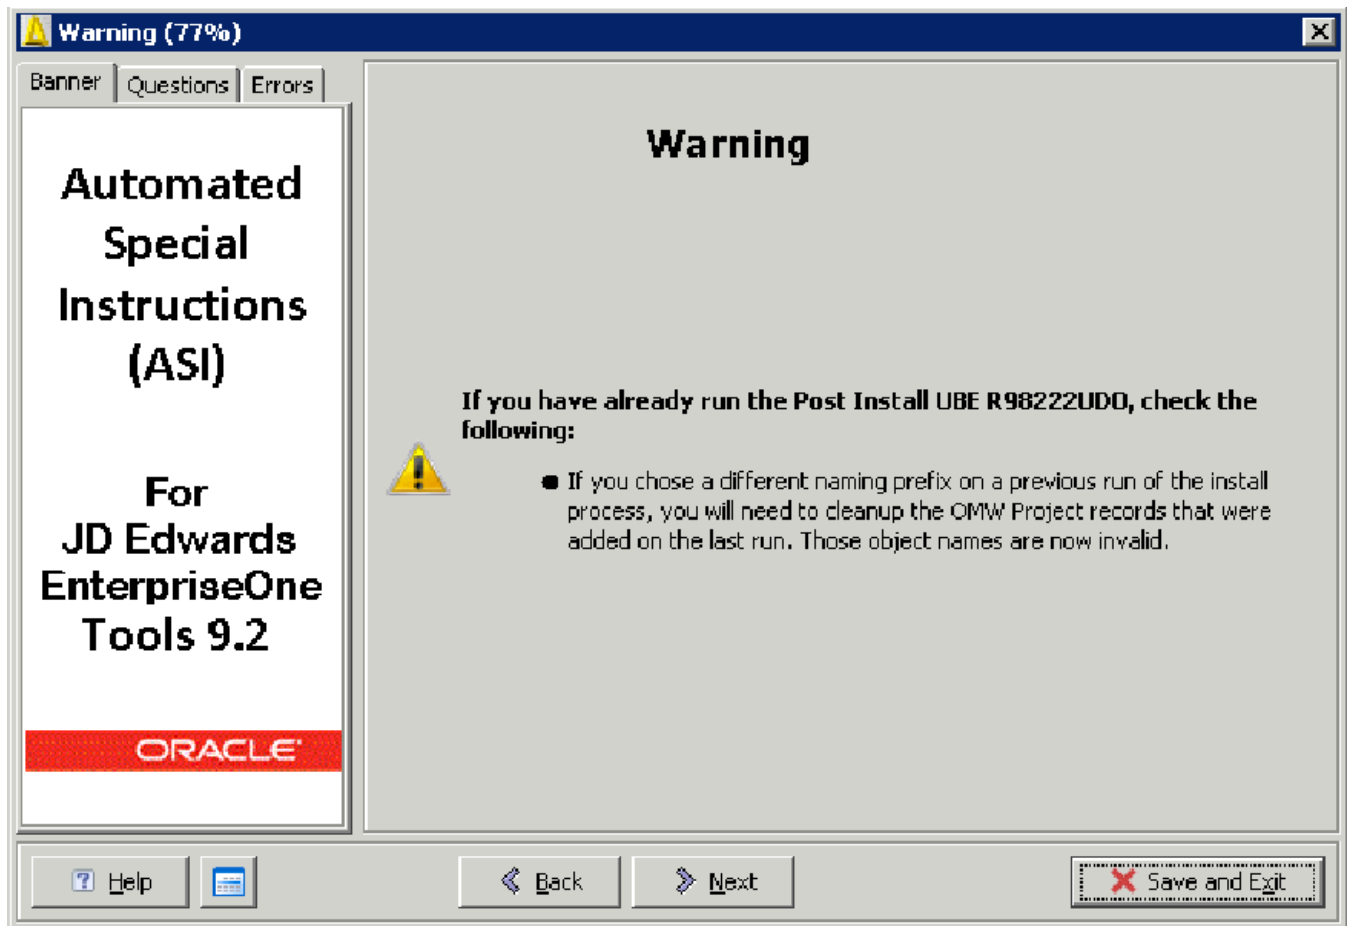 Warning (77%)
Banner
Questions
Errors
Automated
Special
Instructions
(ASI)
For
JD Edwards
EnterpriseOne
Tools 9.2
ORACLE
Warning
If you have already run the Post Install UBE R98222UDO, check the
following:
If you chose a different naming prefix on a previous run of the install
process, you will need to cleanup the OMW Project records that were
added on the last run. Those object names are now invalid.
Help
Back
Next
Save and Exit